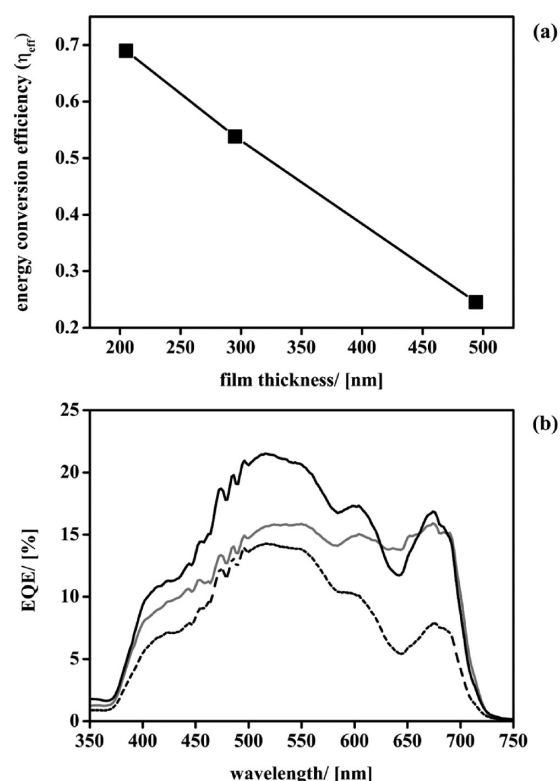 (a)
energy conversion efficiency (ηeff)
0.7
0.6
0.5
0.4
0.3
0.2
200 250 300 350 400 450 500
film thickness/ [nm]
(b)
EQE/ [%]
25
20
15
10
5
0
350 400 450 500 550 600 650 700 750
wavelength/ [nm]